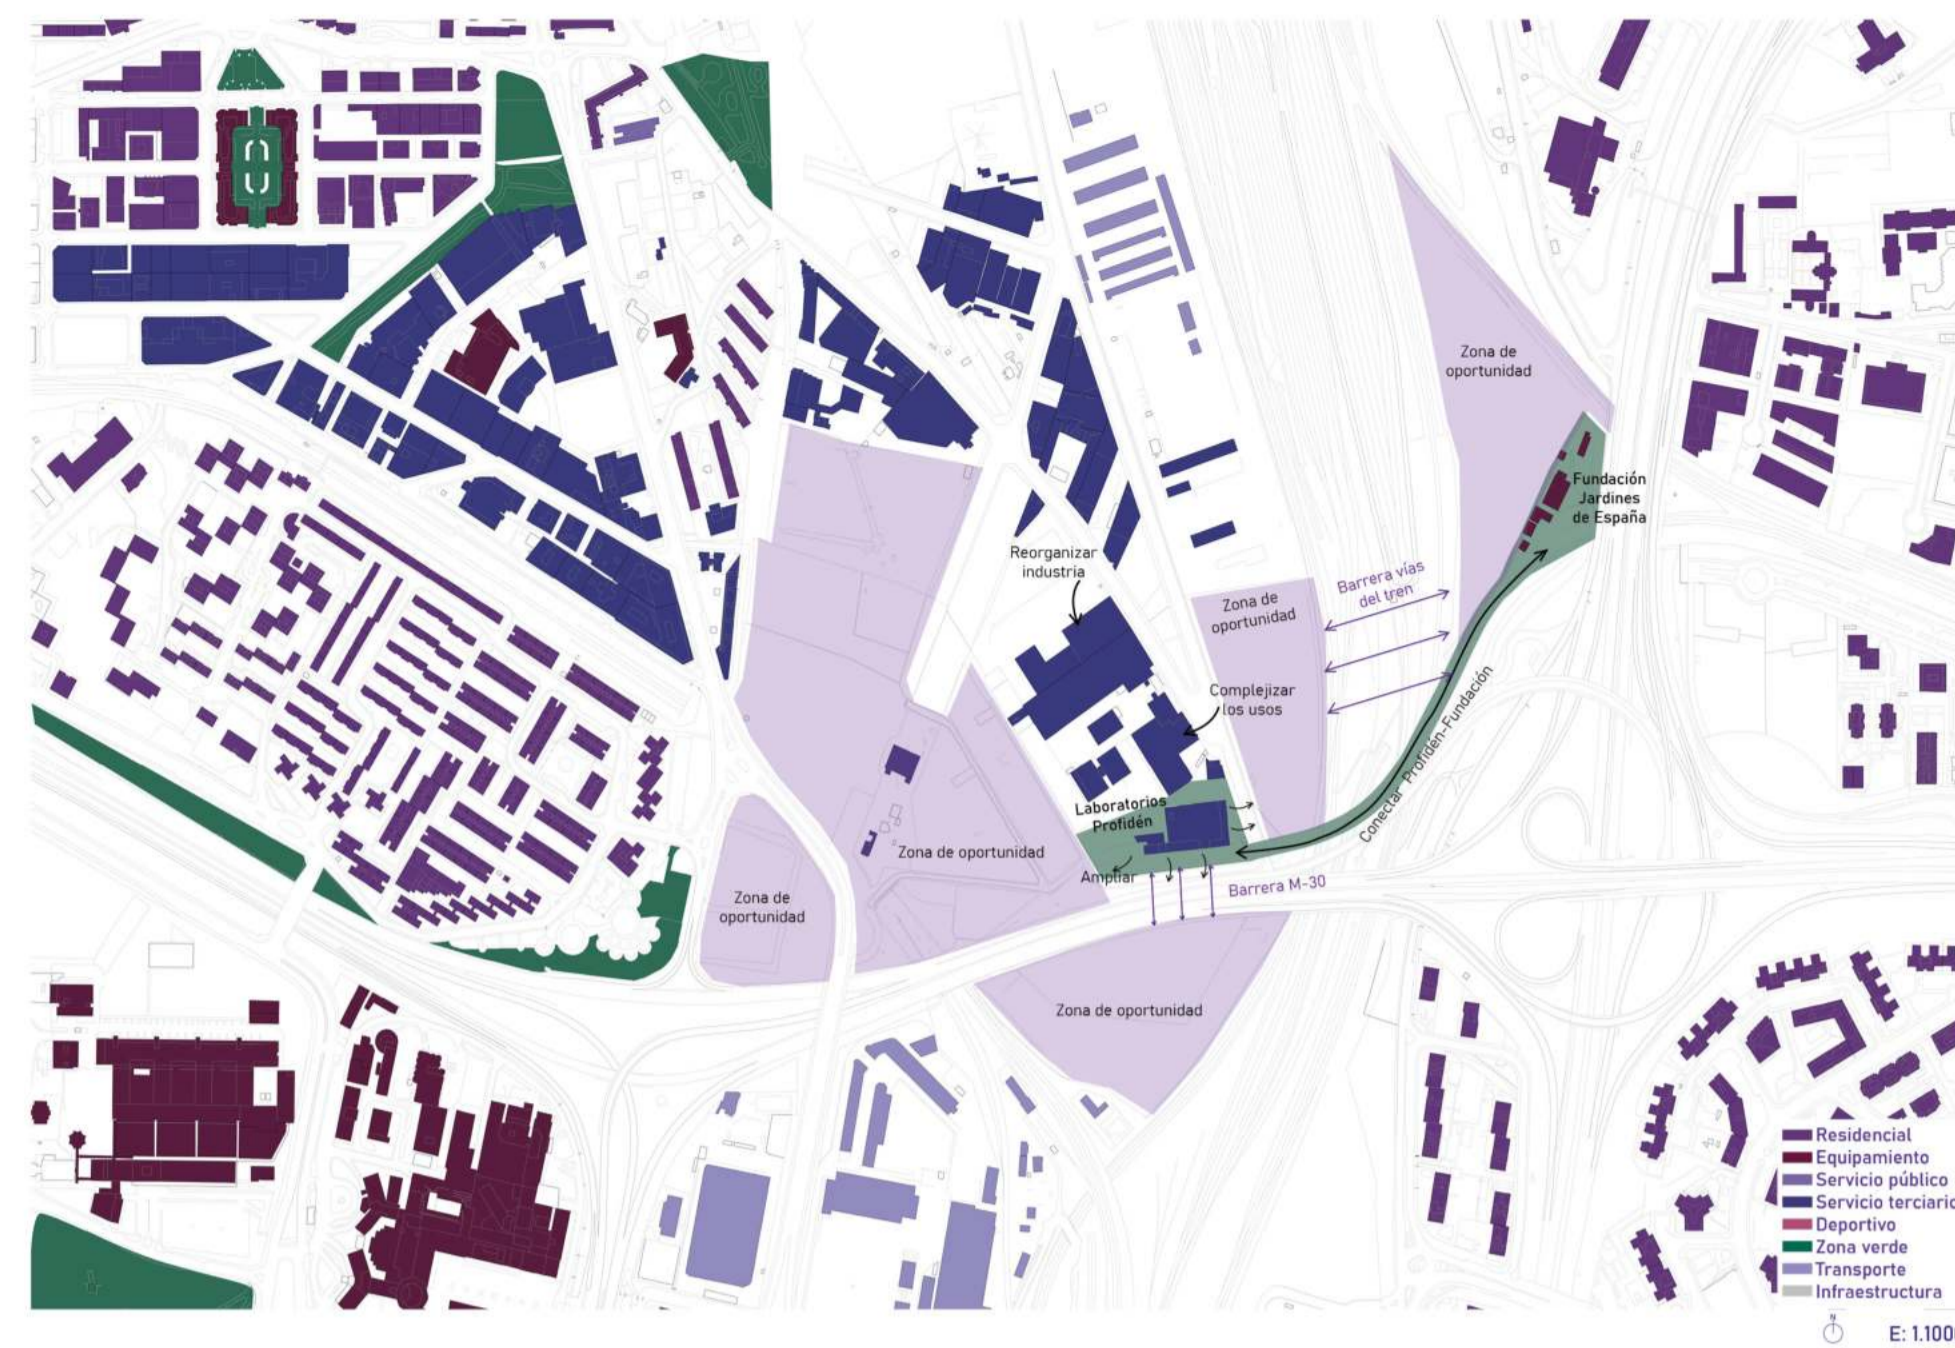 Zona de
oportunidad
Fundación
Jardines
de España
Reorganizar
industria
Barrera vías
del tren
Zona de
oportunidad
Complejizar
los usos
Conectar Profidén-Fundación
Laboratorios
Profidén
Zona de oportunidad
Ampliar
Barrera M-30
Zona de
oportunidad
Zona de oportunidad
Residencial
Equipamiento
Servicio público
Servicio terciario
Deportivo
Zona verde
Transporte
Infraestructura
N
E: 1.100